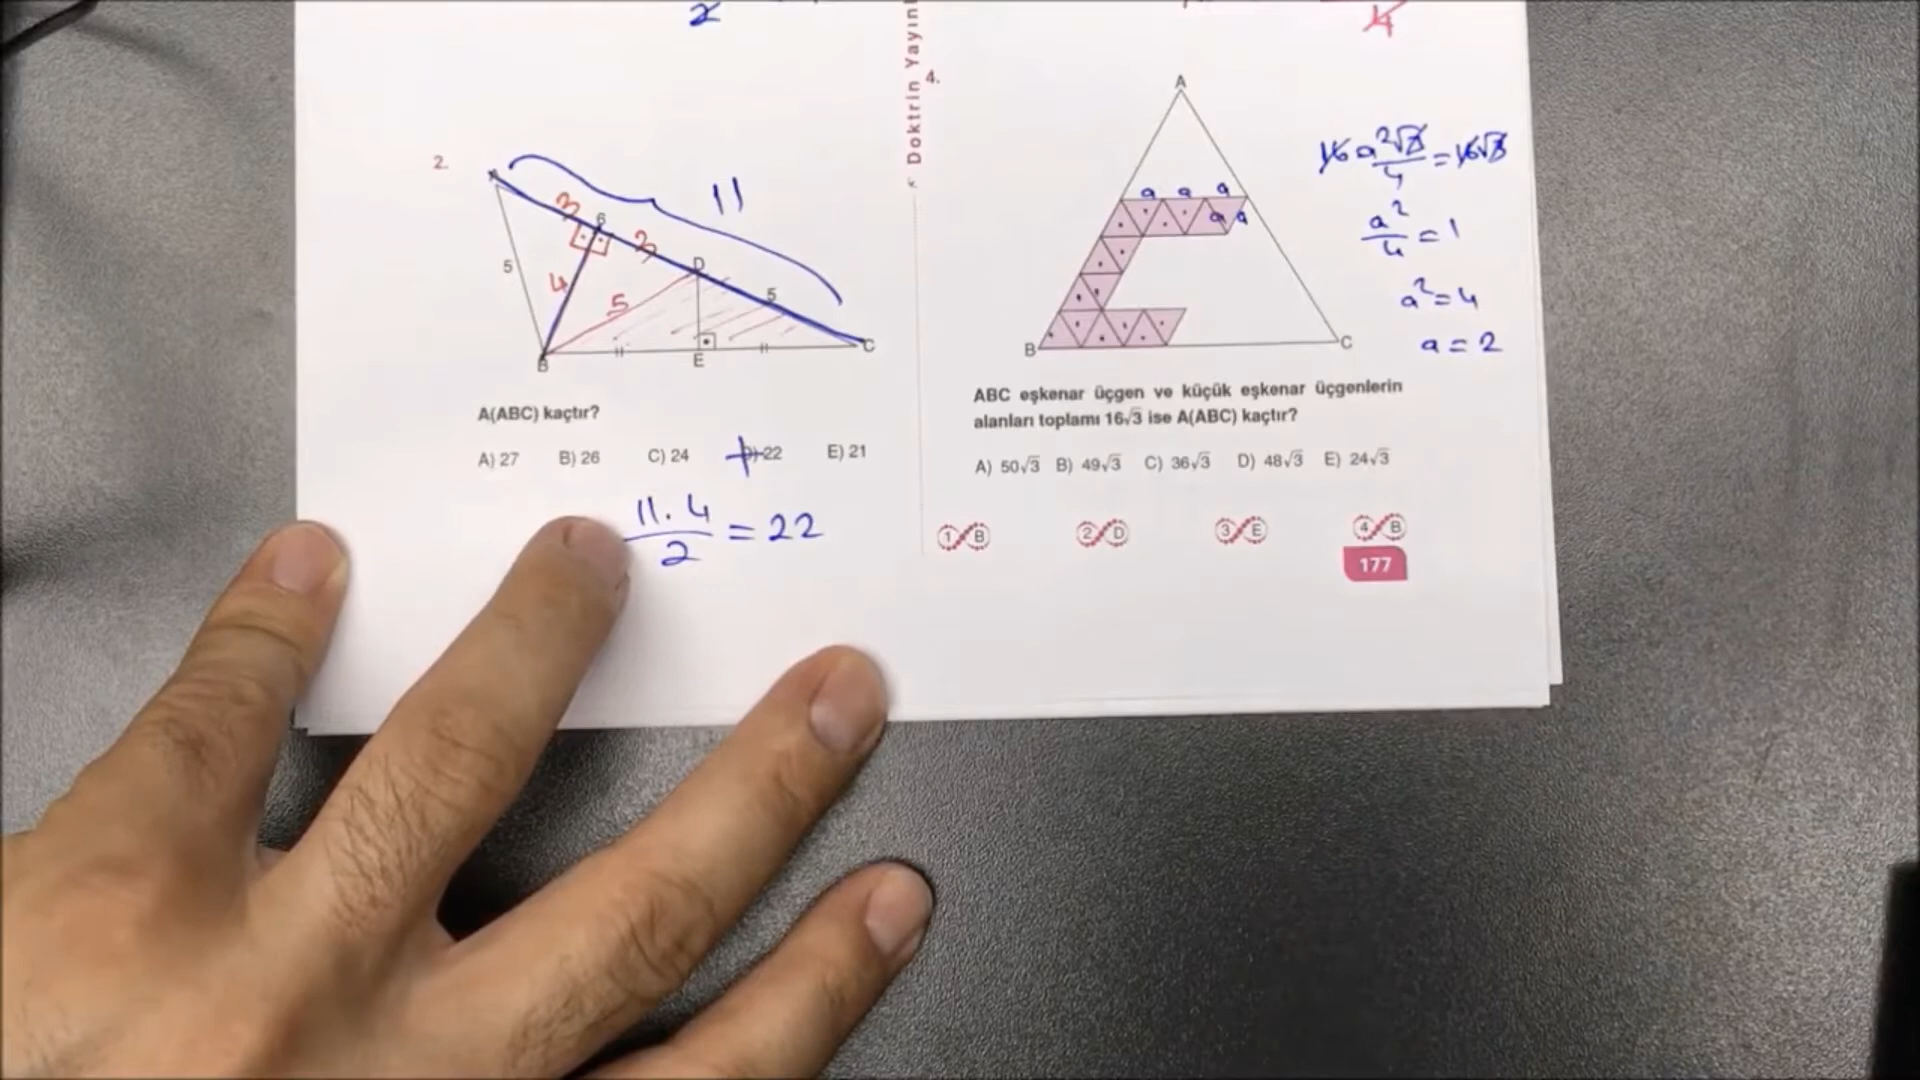 2
4
Doktrin Yayınl
2.
A
11
3
6
3
D
5
4
5
5
B
E
C
A(ABC) kaçtır?
A) 27 B) 26 C) 24 D) 22 E) 21
11.4
2
= 22
4.
A
a a a
a a
B
C
16 a²√3 = 16√3
4
a² = 1
4
a² = 4
a = 2
ABC eşkenar üçgen ve küçük eşkenar üçgenlerin
alanları toplamı 16√3 ise A(ABC) kaçtır?
A) 50√3 B) 49√3 C) 36√3 D) 48√3 E) 24√3
1 B 2 D 3 E 4 B
177